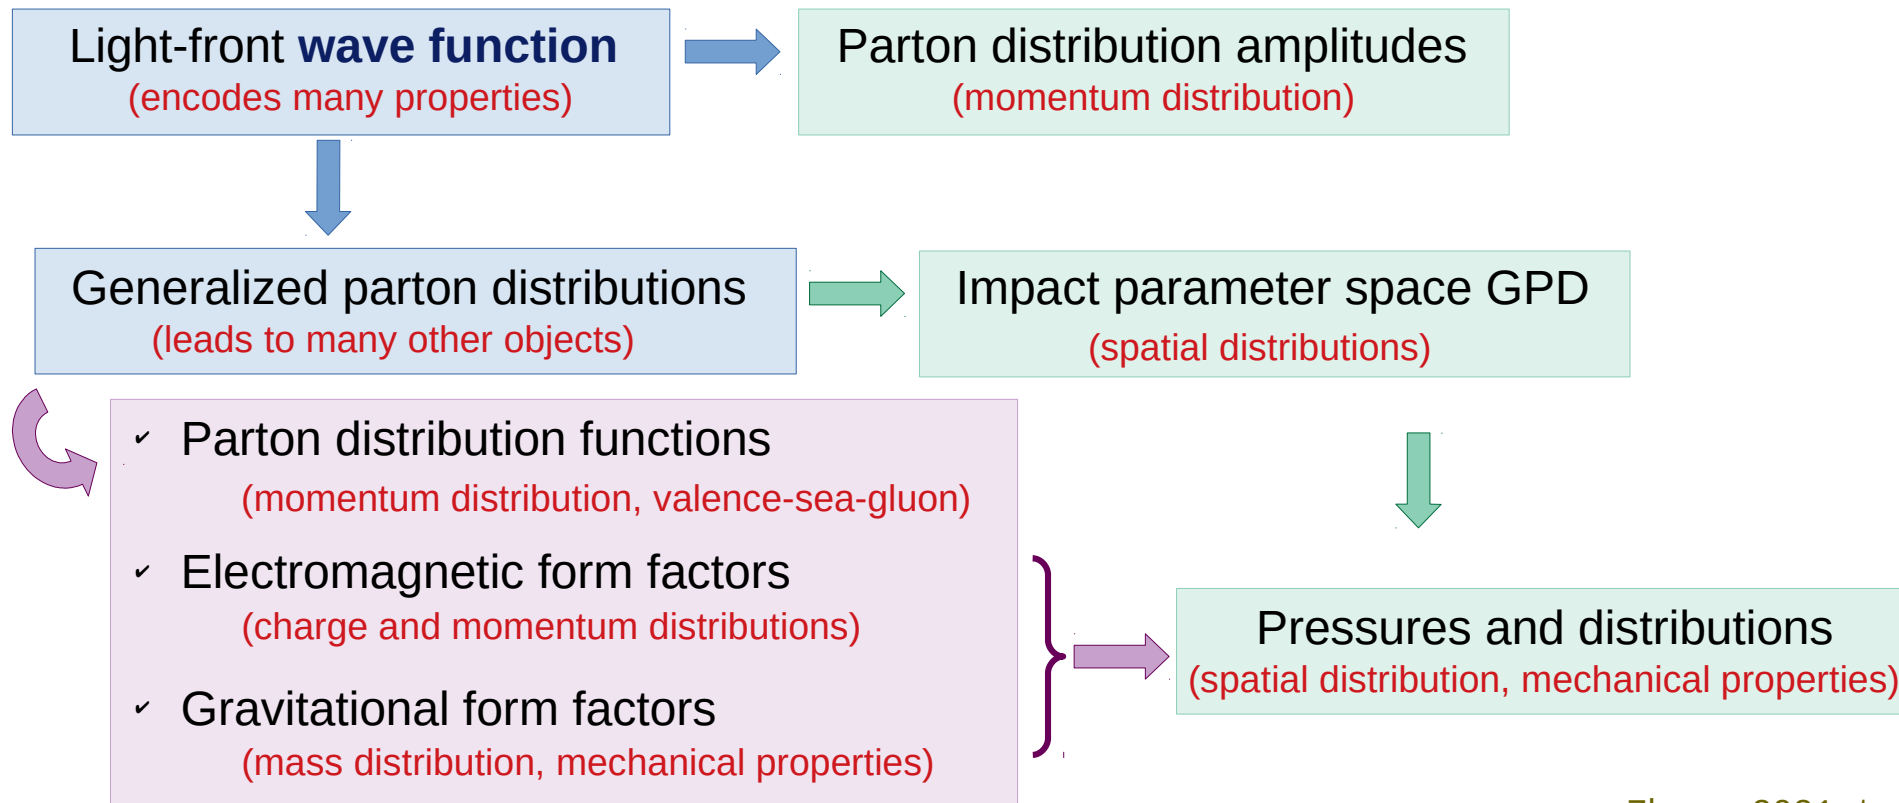 Light-front wave function
(encodes many properties)
Parton distribution amplitudes
(momentum distribution)
Generalized parton distributions
(leads to many other objects)
Impact parameter space GPD
(spatial distributions)
✔ Parton distribution functions
(momentum distribution, valence-sea-gluon)
✔ Electromagnetic form factors
(charge and momentum distributions)
✔ Gravitational form factors
(mass distribution, mechanical properties)
Pressures and distributions
(spatial distribution, mechanical properties)